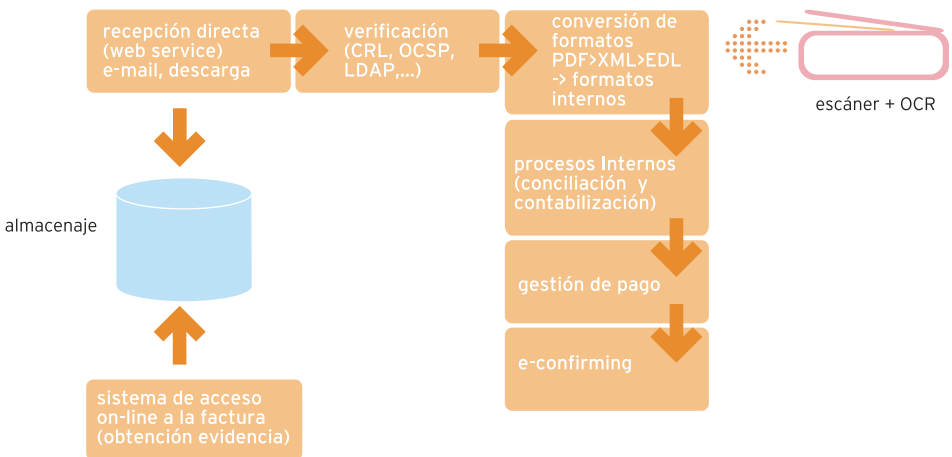 recepción directa
(web service)
e-mail, descarga
verificación
(CRL, OCSP,
LDAP,...)
conversión de
formatos
PDF>XML>EDL
-> formatos
internos
escáner + OCR
procesos Internos
(conciliación y
contabilización)
almacenaje
gestión de pago
e-confirming
sistema de acceso
on-line a la factura
(obtención evidencia)